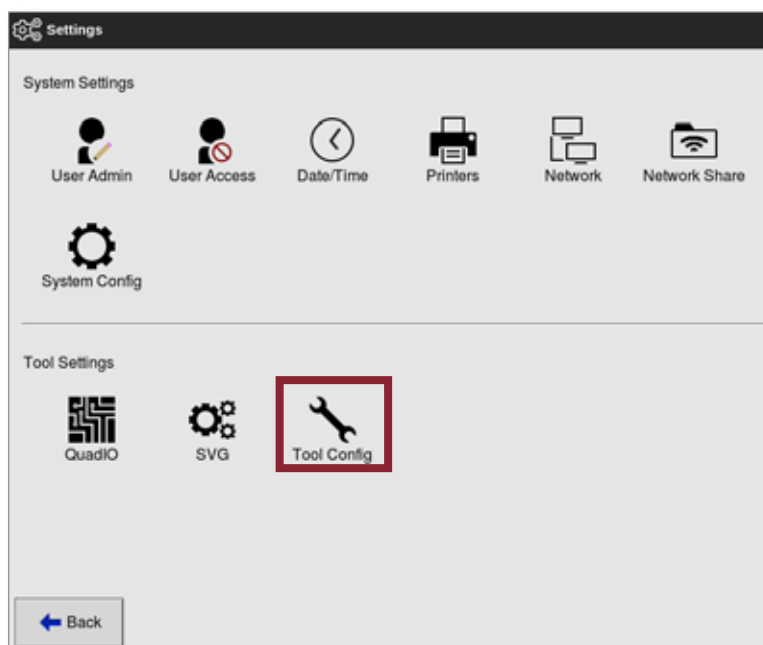 Settings
System Settings
User Admin User Access Date/Time Printers Network Network Share
System Config
Tool Settings
QuadIO SVG Tool Config
Back